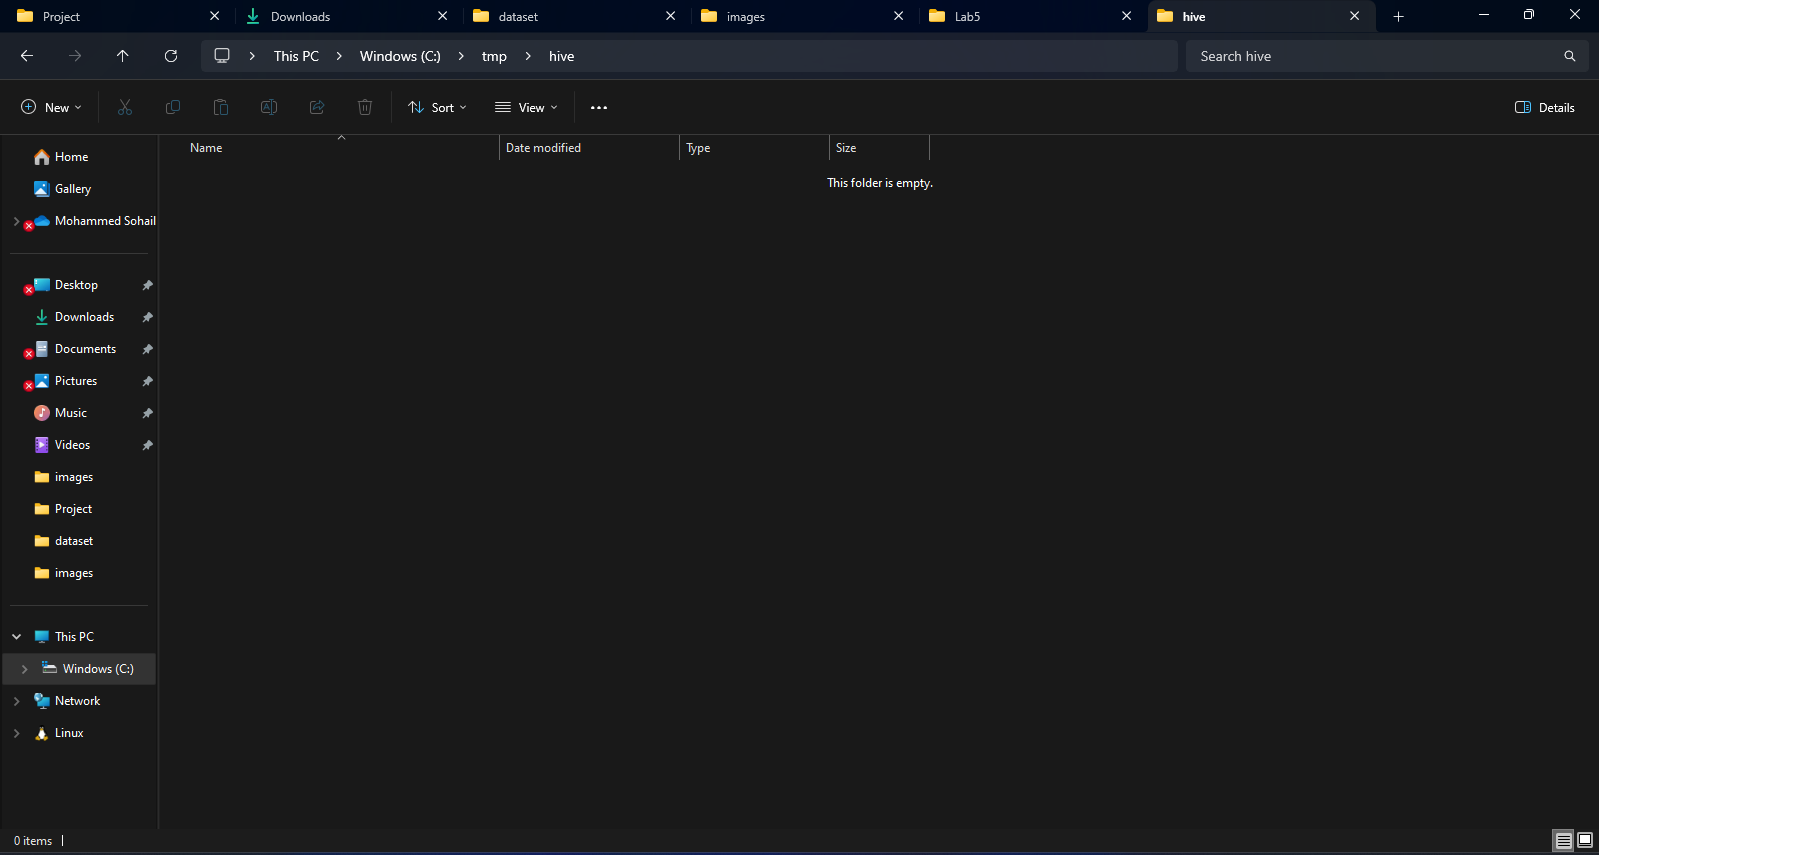 Project
Downloads
dataset
images
Lab5
hive
This PC > Windows (C:) > tmp > hive
Search hive
New
Sort
View
Details
Name
Date modified
Type
Size
This folder is empty.
Home
Gallery
Mohammed Sohail
Desktop
Downloads
Documents
Pictures
Music
Videos
images
Project
dataset
images
This PC
Windows (C:)
Network
Linux
0 items